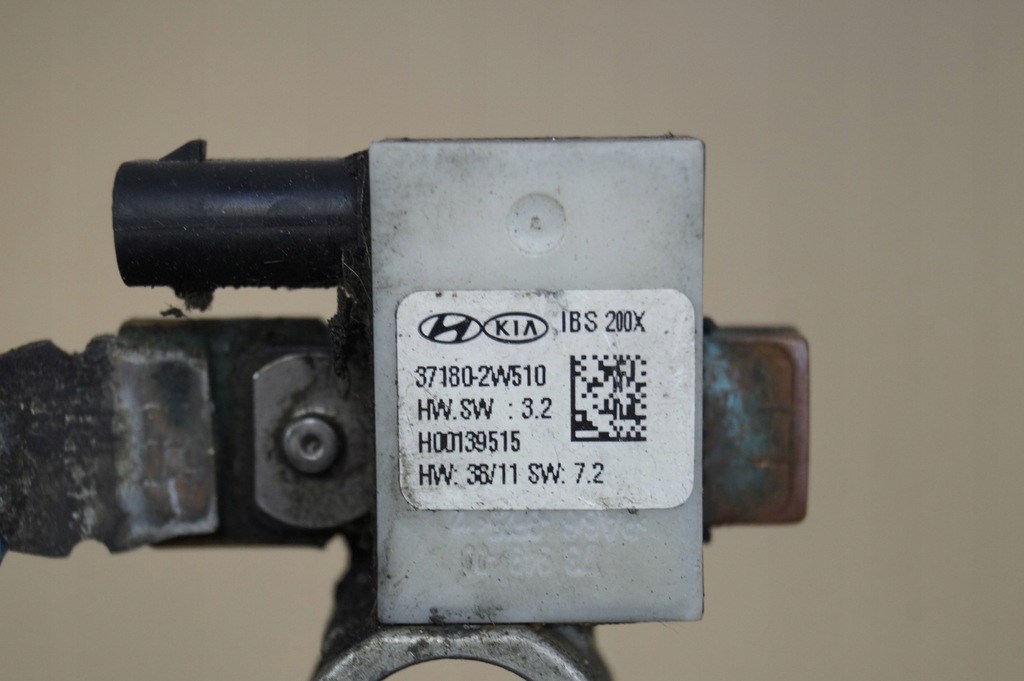 KIA IBS 200X
37180-2W510
HW.SW : 3.2
H00139515
HW: 38/11 SW: 7.2